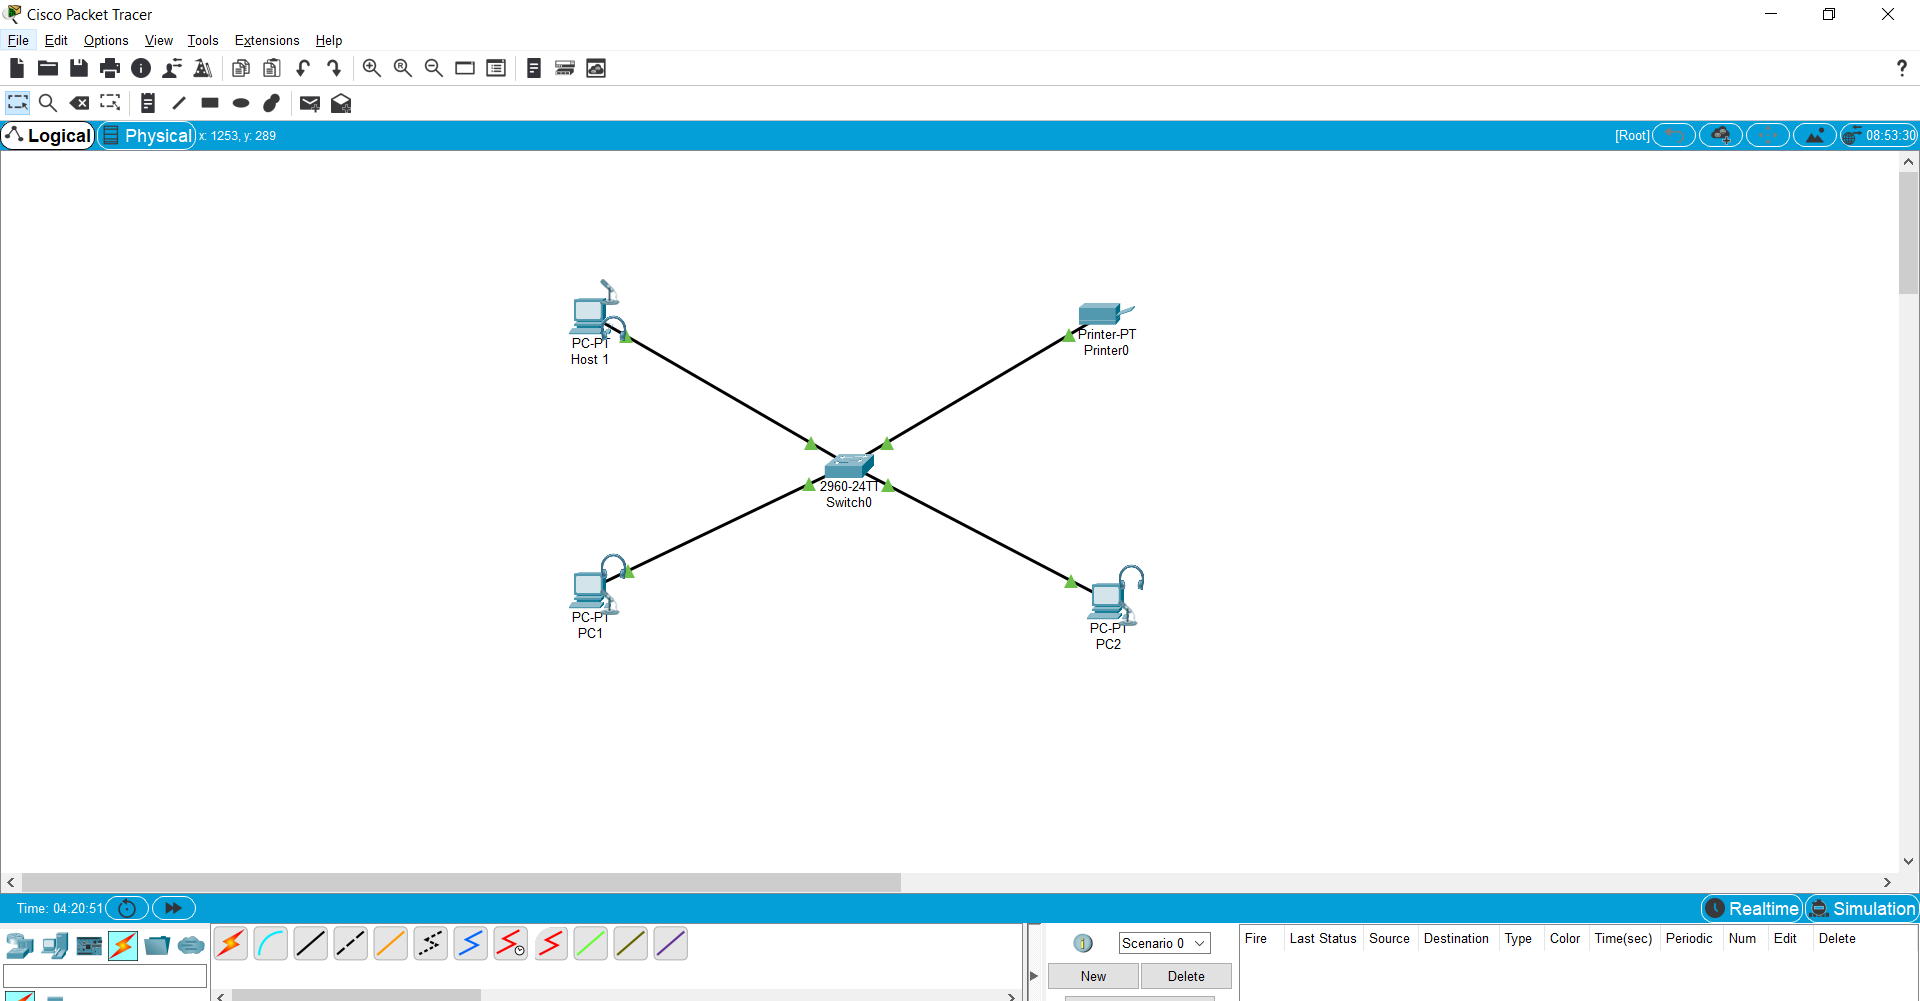 Cisco Packet Tracer
File Edit Options View Tools Extensions Help
?
Logical Physical x: 1253, y: 289 [Root] 08:53:30
PC-PT
Host 1
Printer-PT
Printer0
2960-24TT
Switch0
PC-PT
PC1
PC-PT
PC2
Time: 04:20:51 Realtime Simulation
Scenario 0
New Delete
Fire Last Status Source Destination Type Color Time(sec) Periodic Num Edit Delete